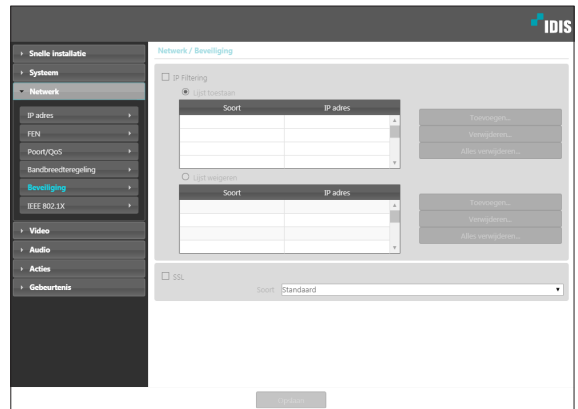 IDIS
Snelle installatie
Systeem
Netwerk
IP adres
FEN
Poort/QoS
Bandbreedteregeling
Beveiliging
IEEE 802.1X
Video
Audio
Acties
Gebeurtenis
Netwerk / Beveiliging
IP Filtering
Lijst toestaan
Soort IP adres
Toevoegen...
Verwijderen...
Alles verwijderen...
Lijst weigeren
Soort IP adres
Toevoegen...
Verwijderen...
Alles verwijderen...
SSL
Soort Standaard
Opslaan